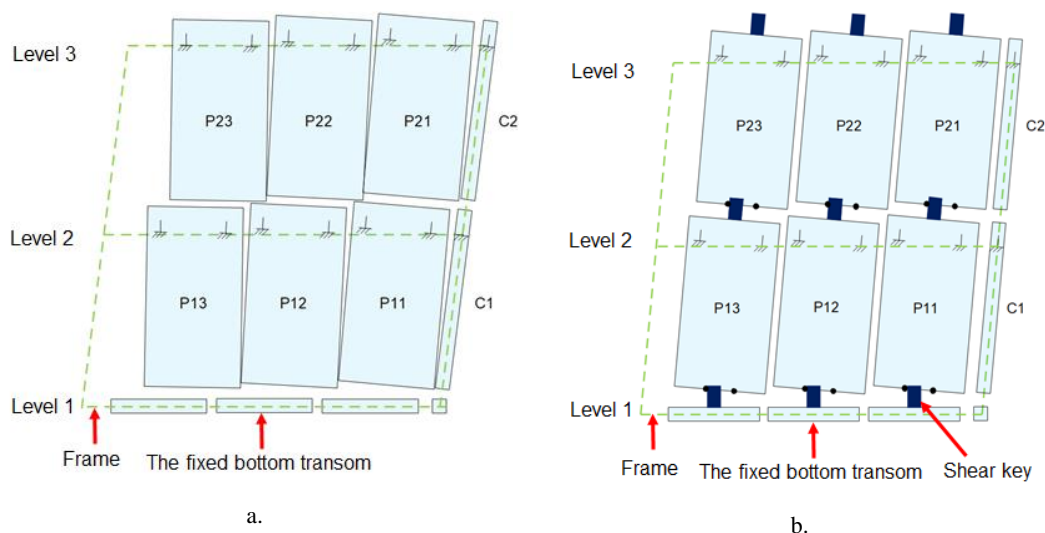 Level 3
P23
P22
P21
C2
Level 2
P13
P12
P11
C1
Level 1
Frame
The fixed bottom transom
a.
Level 3
P23
P22
P21
C2
Level 2
P13
P12
P11
C1
Level 1
Frame
The fixed bottom transom
Shear key
b.